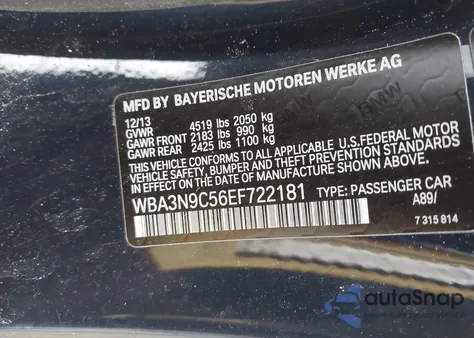 MFD BY BAYERISCHE MOTOREN WERKE AG
12/13
GVWR 4519 lbs 2050 kg
GAWR FRONT 2183 lbs 990 kg
GAWR REAR 2425 lbs 1100 kg
THIS VEHICLE CONFORMS TO ALL APPLICABLE U.S.FEDERAL MOTOR
VEHICLE SAFETY, BUMPER, AND THEFT PREVENTION STANDARDS
IN EFFECT ON THE DATE OF MANUFACTURE SHOWN ABOVE.
WBA3N9C56EF722181 TYPE: PASSENGER CAR
A89/
7 315 814
BMW
autoSnap